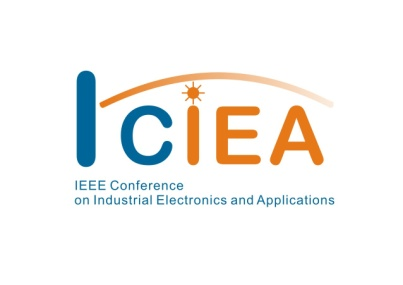 ICIEA
IEEE Conference
on Industrial Electronics and Applications